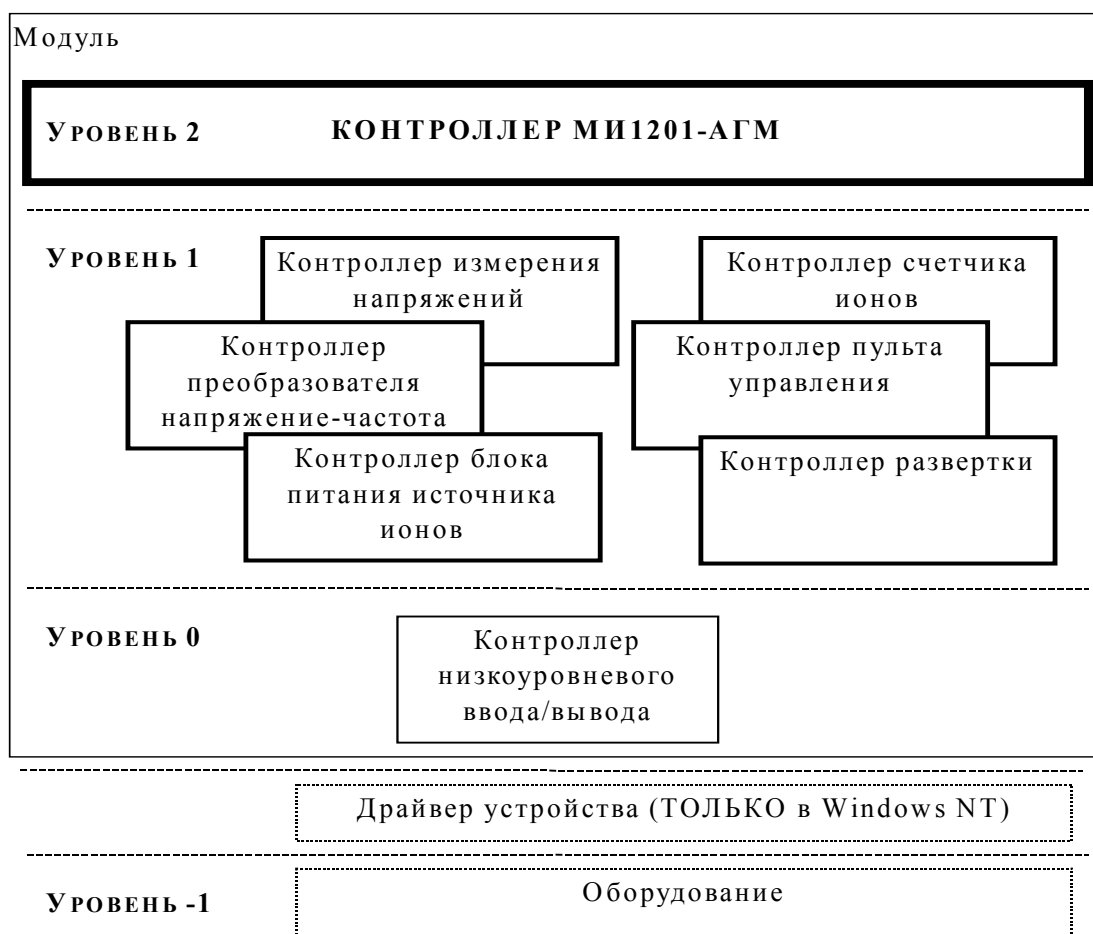 Модуль
УРОВЕНЬ 2
КОНТРОЛЛЕР МИ1201-АГМ
УРОВЕНЬ 1
Контроллер измерения
напряжений
Контроллер счетчика
ионов
Контроллер
преобразователя
напряжение-частота
Контроллер пульта
управления
Контроллер блока
питания источника
ионов
Контроллер развертки
УРОВЕНЬ 0
Контроллер
низкоуровневого
ввода/вывода
Драйвер устройства (ТОЛЬКО в Windows NT)
УРОВЕНЬ -1
Оборудование